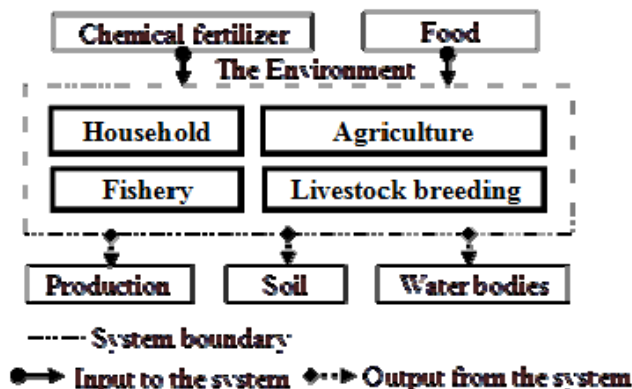 Chemical fertilizer Food
The Environment
Household Agriculture
Fishery Livestock breeding
Production Soil Water bodies
System boundary
Input to the system Output from the system